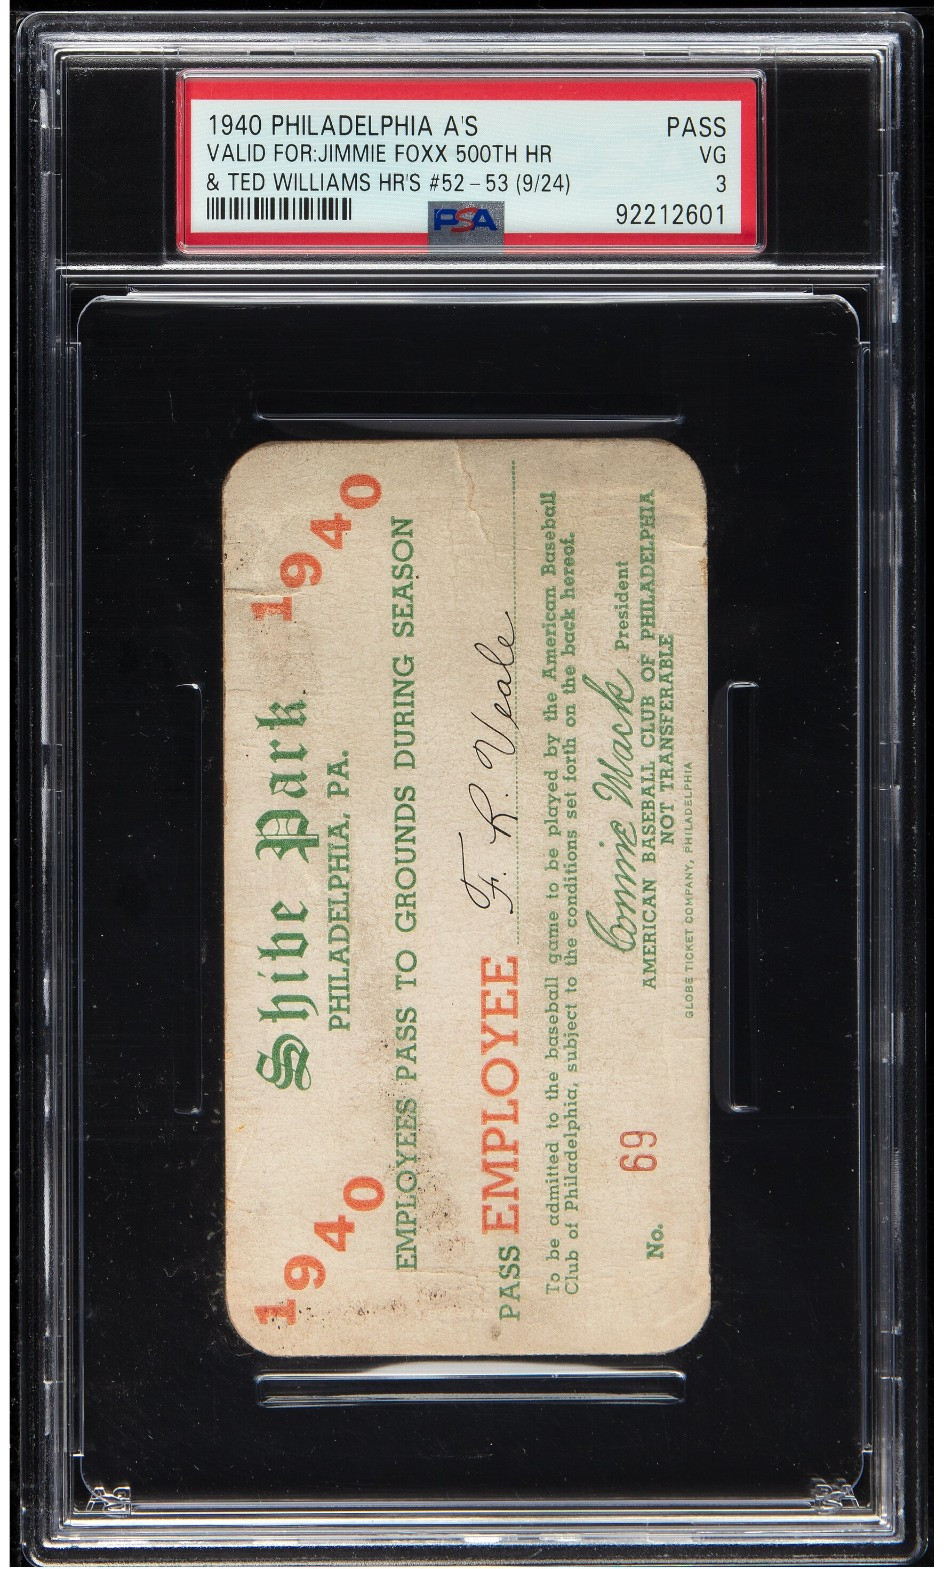 1940 PHILADELPHIA A'S
PASS
VALID FOR:JIMMIE FOXX 500TH HR
VG
& TED WILLIAMS HR'S #52-53 (9/24)
3
PSA
92212601
1940
Shibe Park
1940
PHILADELPHIA, PA.
EMPLOYEES PASS TO GROUNDS DURING SEASON
PASS EMPLOYEE F. R. Veale
To be admitted to the baseball game to be played by the American Baseball
Club of Philadelphia, subject to the conditions set forth on the back hereof.
No. 69
Connie Mack President
AMERICAN BASEBALL CLUB OF PHILADELPHIA
NOT TRANSFERABLE
GLOBE TICKET COMPANY, PHILADELPHIA